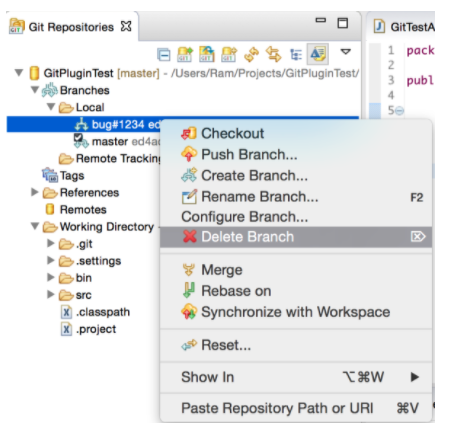 Git Repositories
GitTestA
GitPluginTest [master] - /Users/Ram/Projects/GitPluginTest/
1 pack
2
Branches
3 publ
Local
4
5
bug#1234 ed
master ed4a
Remote Tracking
Tags
References
Remotes
Working Directory -
.git
.settings
bin
src
.classpath
.project
Checkout
Push Branch...
Create Branch...
Rename Branch... F2
Configure Branch...
Delete Branch
Merge
Rebase on
Synchronize with Workspace
Reset...
Show In ⌥⌘W
Paste Repository Path or URI ⌘V